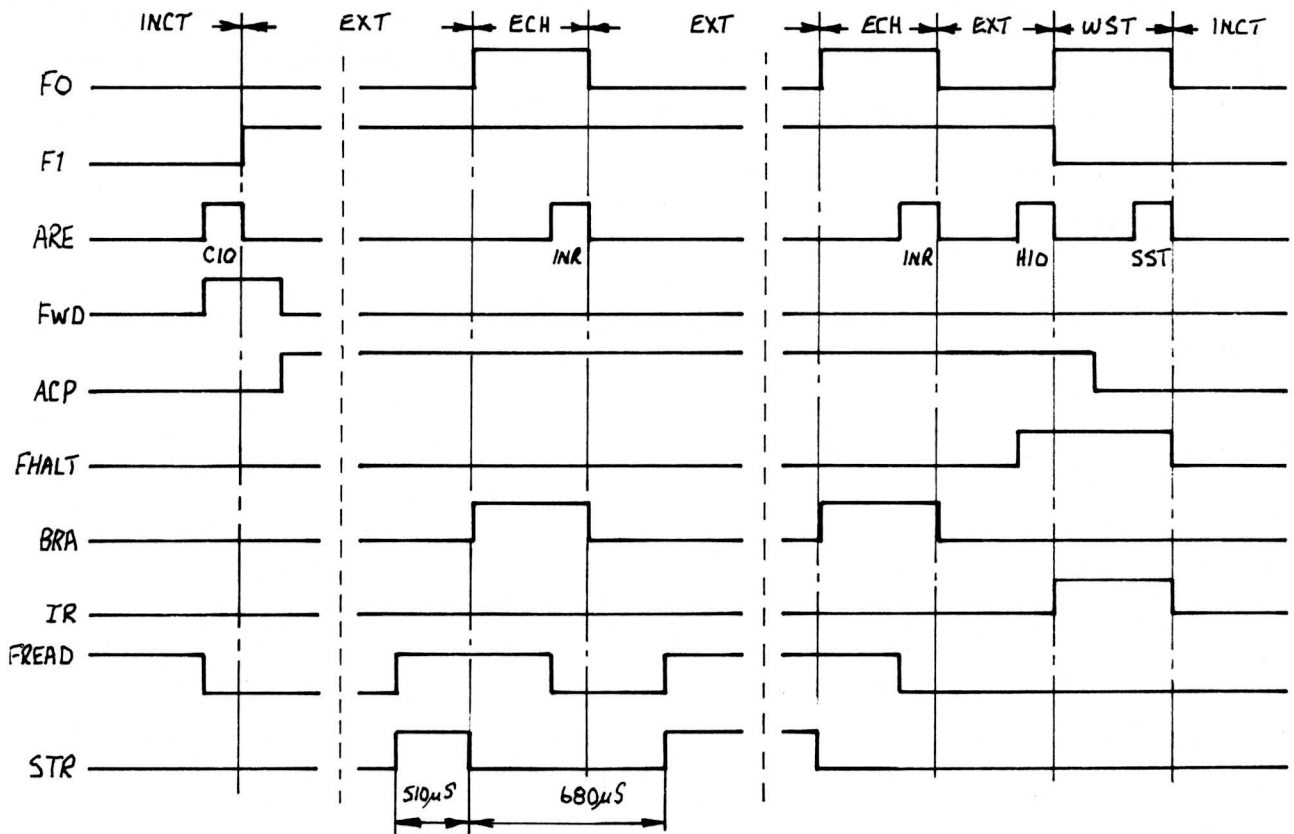 INCT EXT ECH EXT ECH EXT WST INCT
F0
F1
ARE
CIO INR INR HIO SST
FWD
ACP
FHALT
BRA
IR
FREAD
STR
510µS 680µS